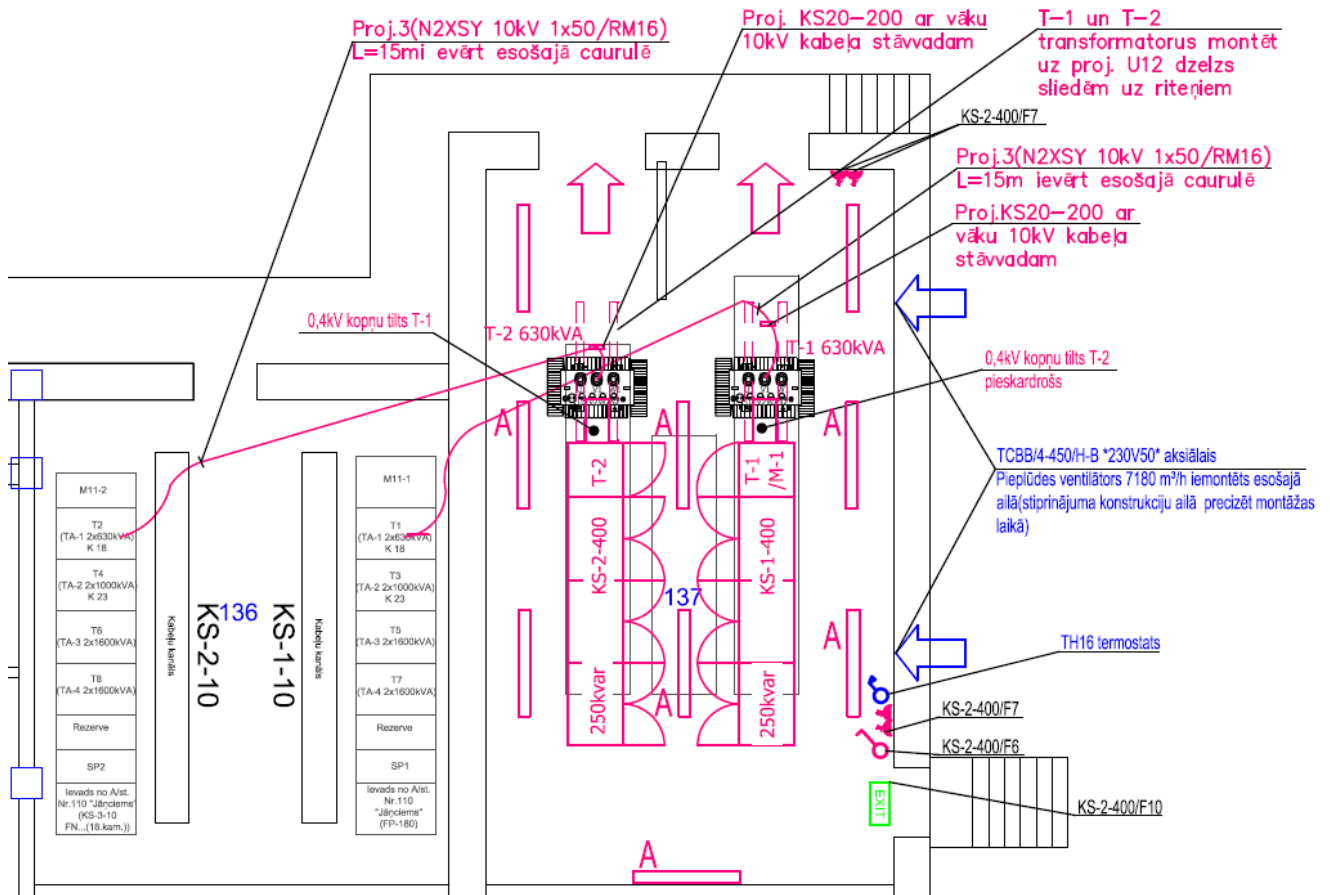 Proj.3(N2XSY 10kV 1x50/RM16)
L=15mi evērt esošajā caurulē
Proj. KS20-200 ar vāku
10kV kabeļa stāvvadam
T-1 un T-2
transformatorus montēt
uz proj. U12 dzelzs
sliedēm uz riteņiem
KS-2-400/F7
Proj.3(N2XSY 10kV 1x50/RM16)
L=15m ievērt esošajā caurulē
Proj.KS20-200 ar
vāku 10kV kabeļa
stāvvadam
0,4kV kopņu tilts T-1
T-2 630kVA
T-1 630kVA
0,4kV kopņu tilts T-2
pieskardrošs
A
A
A
TCBB/4-450/H-B *230V50* aksiālais
Pieplūdes ventilātors 7180 m³/h iemontēts esošajā
ailā(stiprinājuma konstrukciju ailā precizēt montāžas
laikā)
M11-2
T2
(TA-1 2x630kVA)
K 18
T4
(TA-2 2x1000kVA)
K 23
T6
(TA-3 2x1600kVA)
T8
(TA-4 2x1600kVA)
Rezerve
SP2
Ievads no A/st.
Nr.110 "Jāņciems"
(KS-3-10
FN...(18.kam.))
Kabeļu kanāls
KS-2-10
136
KS-1-10
Kabeļu kanāls
M11-1
T1
(TA-1 2x630kVA)
K 18
T3
(TA-2 2x1000kVA)
K 23
T5
(TA-3 2x1600kVA)
T7
(TA-4 2x1600kVA)
Rezerve
SP1
Ievads no A/st.
Nr.110
"Jāņciems"
(FP-180)
T-2
KS-2-400
250kvar
137
T-1
/M-1
KS-1-400
250kvar
A
A
A
TH16 termostats
KS-2-400/F7
KS-2-400/F6
EXIT
KS-2-400/F10